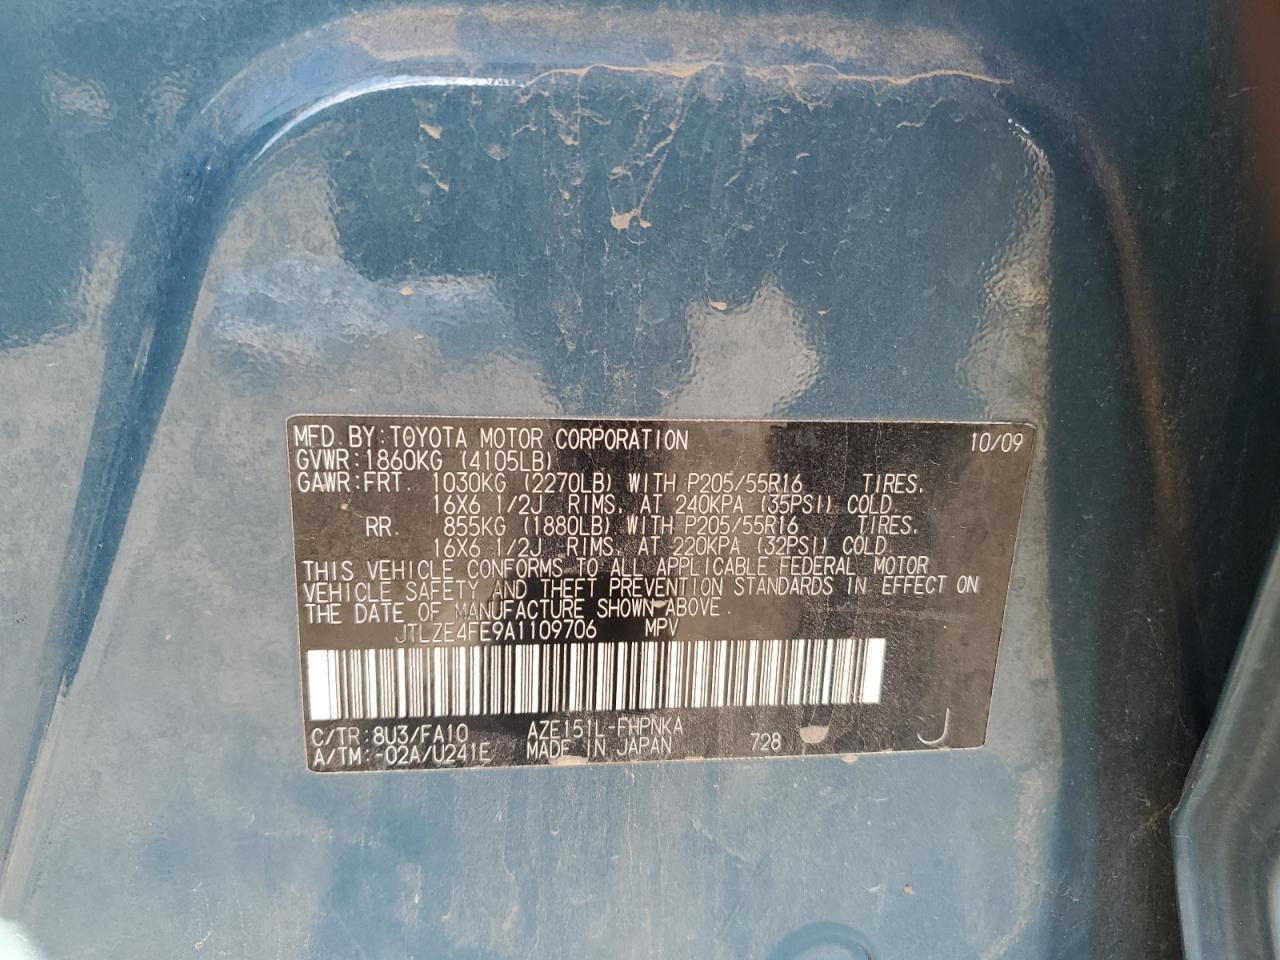 MFD. BY: TOYOTA MOTOR CORPORATION 10/09
GVWR: 1860KG (4105LB)
GAWR: FRT. 1030KG (2270LB) WITH P205/55R16 TIRES,
16X6 1/2J RIMS, AT 240KPA (35PSI) COLD.
RR. 855KG (1880LB) WITH P205/55R16 TIRES,
16X6 1/2J RIMS, AT 220KPA (32PSI) COLD.
THIS VEHICLE CONFORMS TO ALL APPLICABLE FEDERAL MOTOR
VEHICLE SAFETY AND THEFT PREVENTION STANDARDS IN EFFECT ON
THE DATE OF MANUFACTURE SHOWN ABOVE.
JTLZE4FE9A1109706 MPV
C/TR: 8U3/FA10 AZE151L-FHPNKA
A/TM: -02A/U241E MADE IN JAPAN 728 J